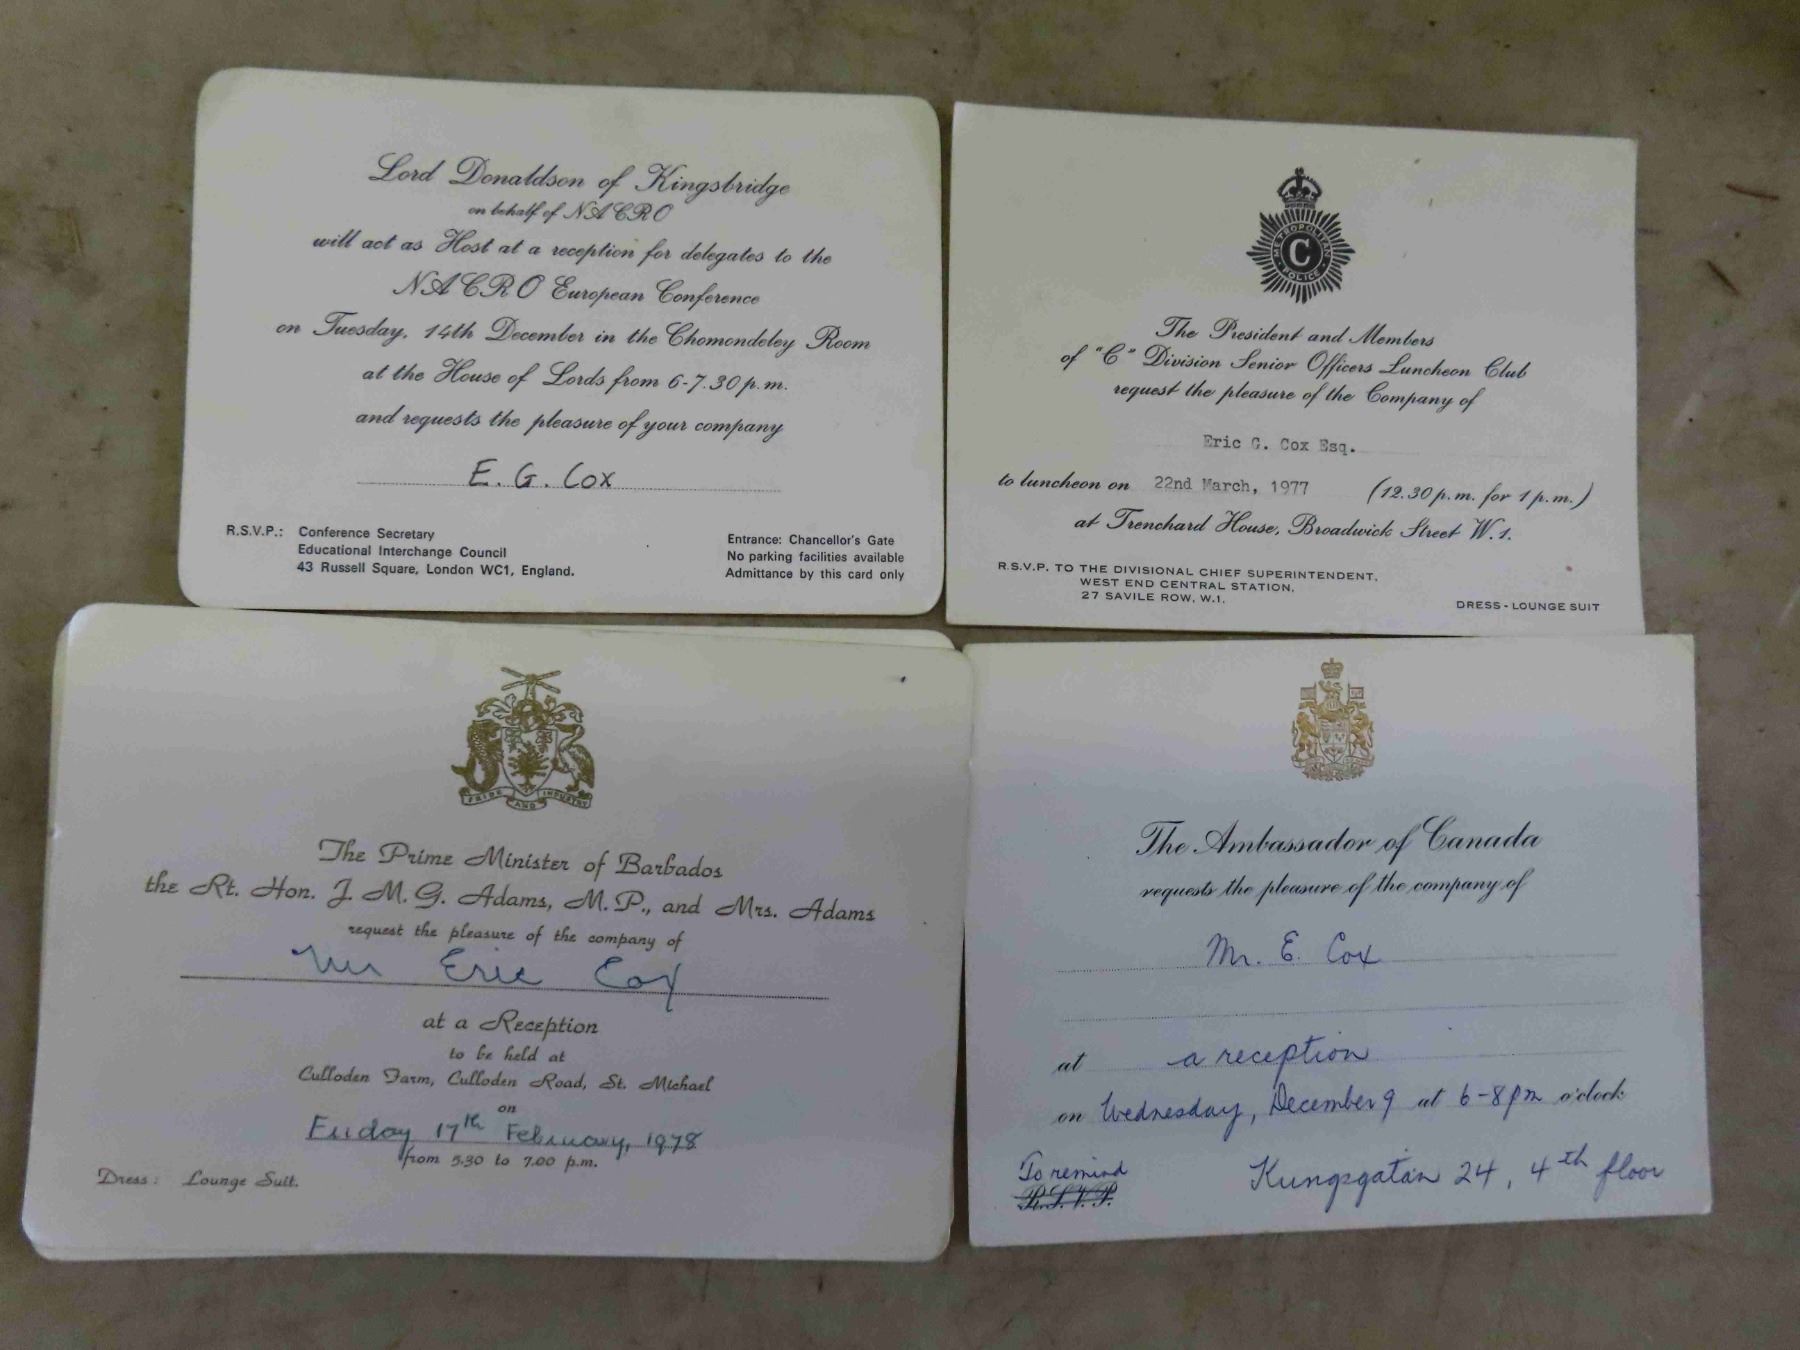 Lord Donaldson of Kingsbridge
on behalf of NACRO
will act as Host at a reception for delegates to the
NACRO European Conference
on Tuesday, 14th December in the Chomondeley Room
at the House of Lords from 6-7.30 p.m.
and requests the pleasure of your company
E. G. Cox
R.S.V.P.: Conference Secretary
Educational Interchange Council
43 Russell Square, London WC1, England.
Entrance: Chancellor's Gate
No parking facilities available
Admittance by this card only
METROPOLITAN
C
POLICE
The President and Members
of "C" Division Senior Officers Luncheon Club
request the pleasure of the Company of
Eric G. Cox Esq.
to luncheon on 22nd March, 1977 (12.30 p.m. for 1 p.m.)
at Trenchard House, Broadwick Street W.1.
R.S.V.P. TO THE DIVISIONAL CHIEF SUPERINTENDENT,
WEST END CENTRAL STATION,
27 SAVILE ROW, W.1.
DRESS - LOUNGE SUIT
PRIDE AND INDUSTRY
The Prime Minister of Barbados
the Rt. Hon. J. M. G. Adams, M.P., and Mrs. Adams
request the pleasure of the company of
Mr Eric Cox
at a Reception
to be held at
Culloden Farm, Culloden Road, St. Michael
on
Friday 17th February, 1978
from 5.30 to 7.00 p.m.
Dress: Lounge Suit.
The Ambassador of Canada
requests the pleasure of the company of
Mr. E. Cox
at a reception
on Wednesday, December 9 at 6-8 pm o'clock
To remind
R.S.V.P.
Kungsgatan 24, 4th floor